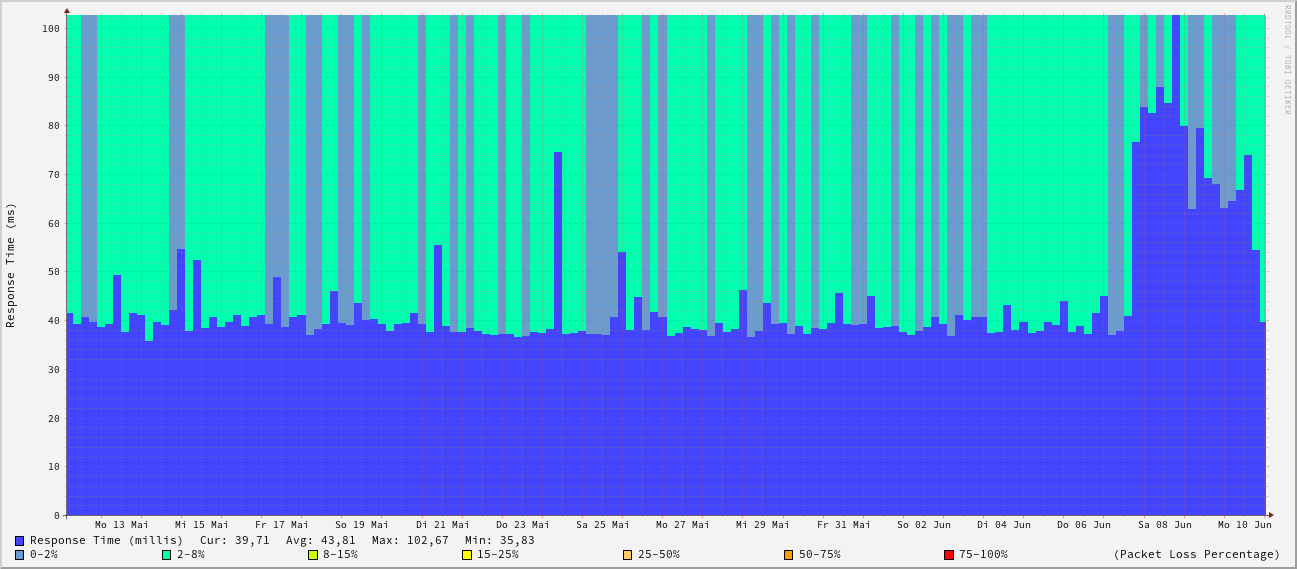 RRDTOOL / TOBI OETIKER
Response Time (ms)
100
90
80
70
60
50
40
30
20
10
0
Mo 13 Mai Mi 15 Mai Fr 17 Mai So 19 Mai Di 21 Mai Do 23 Mai Sa 25 Mai Mo 27 Mai Mi 29 Mai Fr 31 Mai So 02 Jun Di 04 Jun Do 06 Jun Sa 08 Jun Mo 10 Jun
Response Time (millis) Cur: 39,71 Avg: 43,81 Max: 102,67 Min: 35,83
0-2% 2-8% 8-15% 15-25% 25-50% 50-75% 75-100% (Packet Loss Percentage)